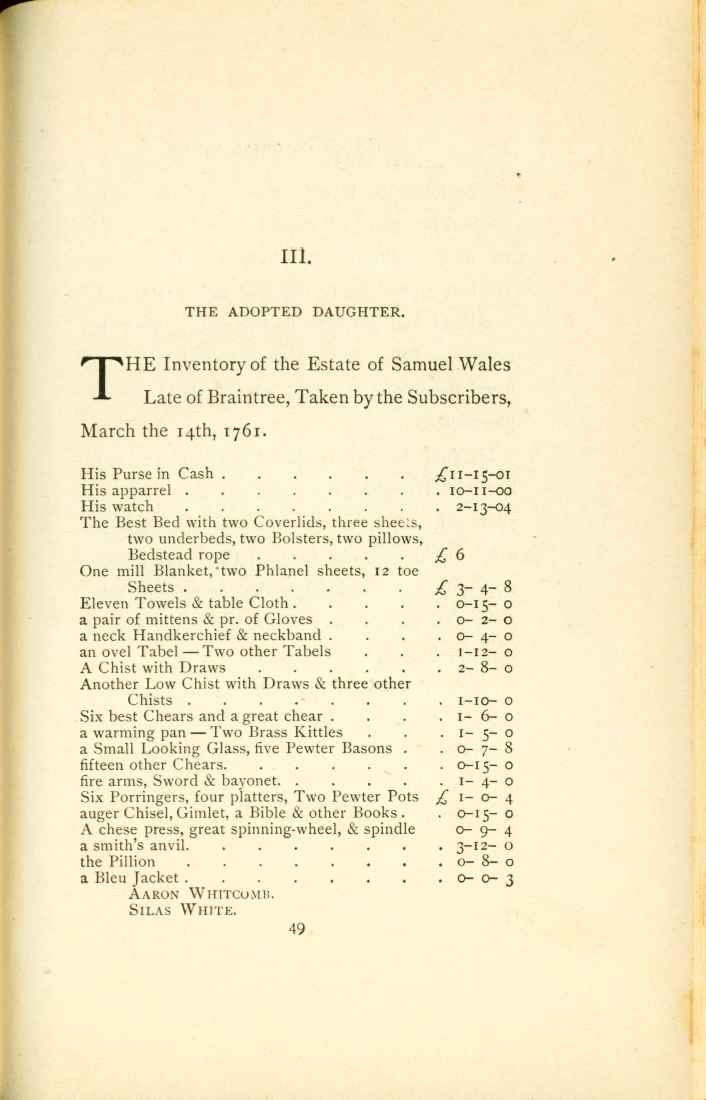 III.
THE ADOPTED DAUGHTER.
THE Inventory of the Estate of Samuel Wales
Late of Braintree, Taken by the Subscribers,
March the 14th, 1761.
His Purse in Cash . . . . . . £11-15-01
His apparrel . . . . . . . . 10-11-00
His watch . . . . . . . . 2-13-04
The Best Bed with two Coverlids, three sheets,
two underbeds, two Bolsters, two pillows,
Bedstead rope . . . . . £ 6
One mill Blanket, two Phlanel sheets, 12 toe
Sheets . . . . . . . £ 3- 4- 8
Eleven Towels & table Cloth . . . . . 0-15- 0
a pair of mittens & pr. of Gloves . . . . 0- 2- 0
a neck Handkerchief & neckband . . . . 0- 4- 0
an ovel Tabel — Two other Tabels . . . 1-12- 0
A Chist with Draws . . . . . . 2- 8- 0
Another Low Chist with Draws & three other
Chists . . . . . . . . 1-10- 0
Six best Chears and a great chear . . . . 1- 6- 0
a warming pan — Two Brass Kittles . . . 1- 5- 0
a Small Looking Glass, five Pewter Basons . . 0- 7- 8
fifteen other Chears. . . . . . . 0-15- 0
fire arms, Sword & bayonet. . . . . . 1- 4- 0
Six Porringers, four platters, Two Pewter Pots £ 1- 0- 4
auger Chisel, Gimlet, a Bible & other Books . . 0-15- 0
A chese press, great spinning-wheel, & spindle 0- 9- 4
a smith's anvil. . . . . . . . 3-12- 0
the Pillion . . . . . . . . 0- 8- 0
a Bleu Jacket . . . . . . . . 0- 0- 3
AARON WHITCOMB.
SILAS WHITE.
49